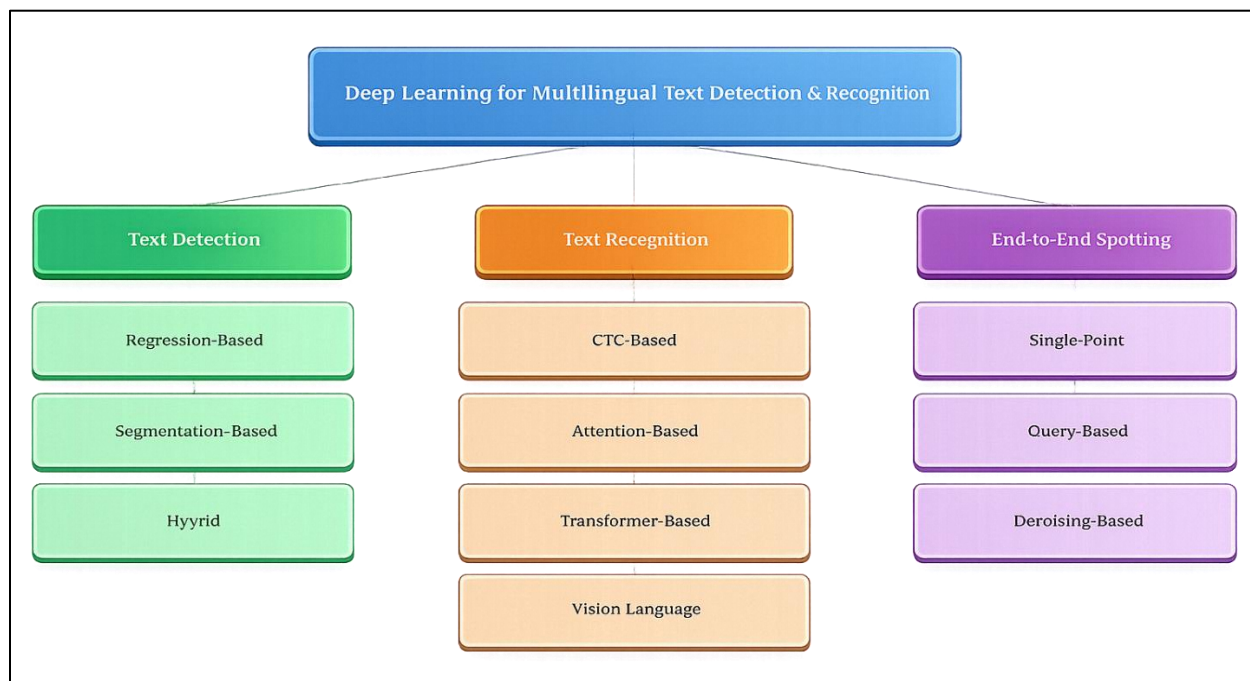 Deep Learning for Multllingual Text Detection & Recognition
Text Detection
Regression-Based
Segmentation-Based
Hyyrid
Text Recegnition
CTC-Based
Attention-Based
Transformer-Based
Vision Language
End-to-End Spotting
Single-Point
Query-Based
Deroising-Based